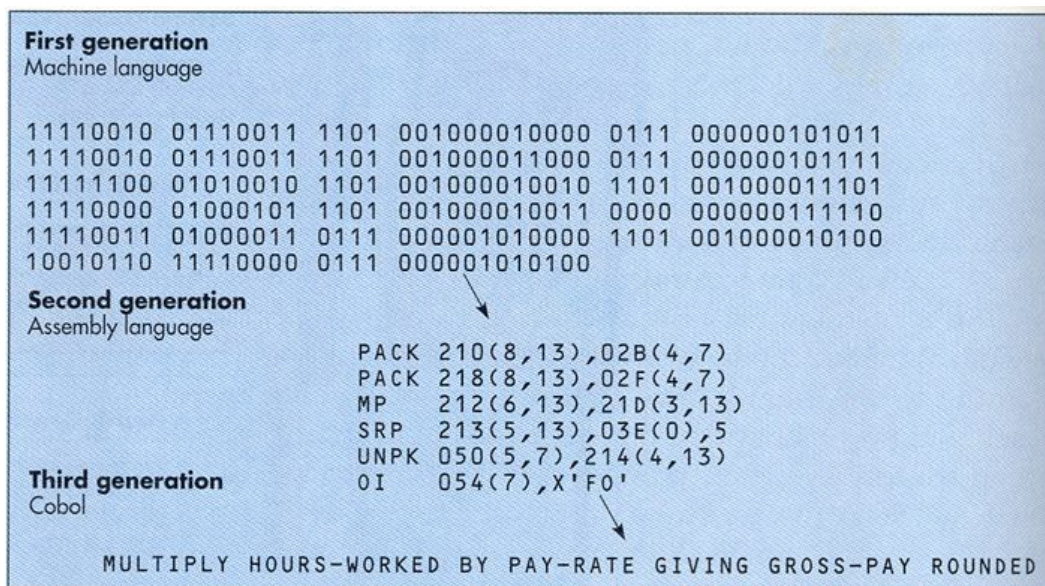 First generation
Machine language
11110010 01110011 1101 001000010000 0111 000000101011
11110010 01110011 1101 001000011000 0111 000000101111
11111100 01010010 1101 001000010010 1101 001000011101
11110000 01000101 1101 001000010011 0000 000000111110
11110011 01000011 0111 000001010000 1101 001000010100
10010110 11110000 0111 000001010100
Second generation
Assembly language
PACK 210(8,13),02B(4,7)
PACK 218(8,13),02F(4,7)
MP 212(6,13),21D(3,13)
SRP 213(5,13),03E(0),5
UNPK 050(5,7),214(4,13)
OI 054(7),X'F0'
Third generation
Cobol
MULTIPLY HOURS-WORKED BY PAY-RATE GIVING GROSS-PAY ROUNDED